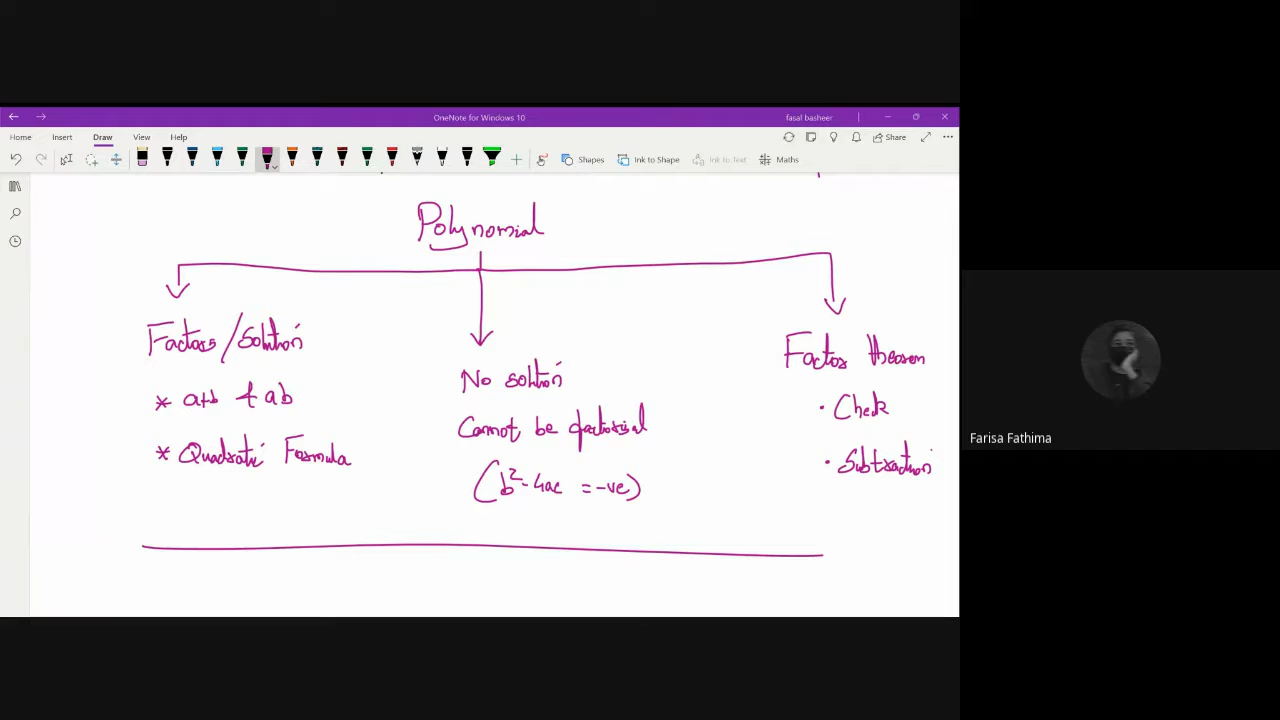 OneNote for Windows 10
fasal basheer
Home Insert Draw View Help
Share
Shapes Ink to Shape Ink to Text Maths
Polynomial
Factors/Solution
* a+b & ab
* Quadratic Formula
No solution
Cannot be factorisal
(b²-4ac = -ve)
Factor theorem
· Check
· Subtraction
Farisa Fathima